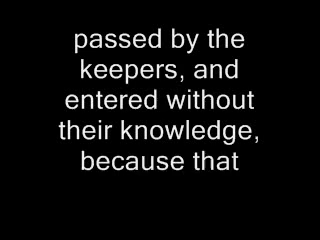 passed by the
keepers, and
entered without
their knowledge,
because that